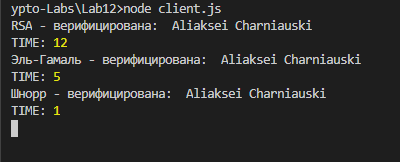 ypto-Labs\Lab12>node client.js
RSA - верифицирована:  Aliaksei Charniauski
TIME: 12
Эль-Гамаль - верифицирована:  Aliaksei Charniauski
TIME: 5
Шнорр - верифицирована:  Aliaksei Charniauski
TIME: 1